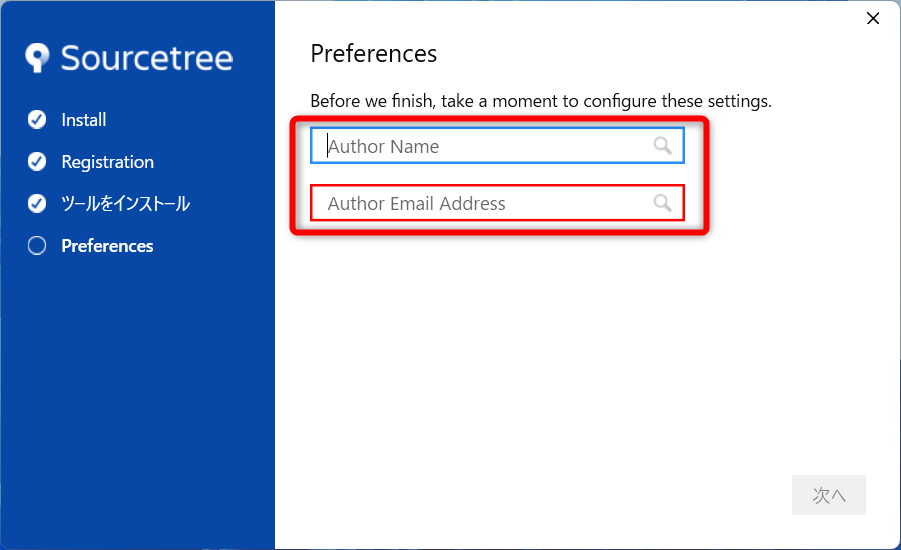 Sourcetree
Install
Registration
ツールをインストール
Preferences
Preferences
Before we finish, take a moment to configure these settings.
Author Name
Author Email Address
次へ